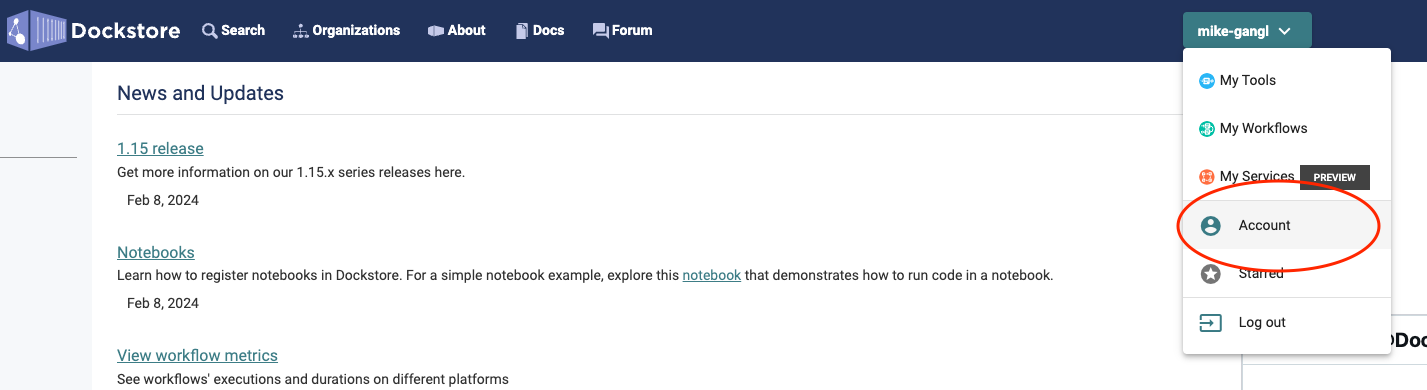 Dockstore Search Organizations About Docs Forum mike-gangl
News and Updates
1.15 release
Get more information on our 1.15.x series releases here.
Feb 8, 2024
Notebooks
Learn how to register notebooks in Dockstore. For a simple notebook example, explore this notebook that demonstrates how to run code in a notebook.
Feb 8, 2024
View workflow metrics
See workflows' executions and durations on different platforms
My Tools
My Workflows
My Services PREVIEW
Account
Starred
Log out